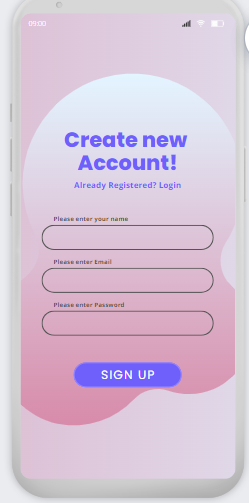 09:00
Create new
Account!
Already Registered? Login
Please enter your name
Please enter Email
Please enter Password
SIGN UP